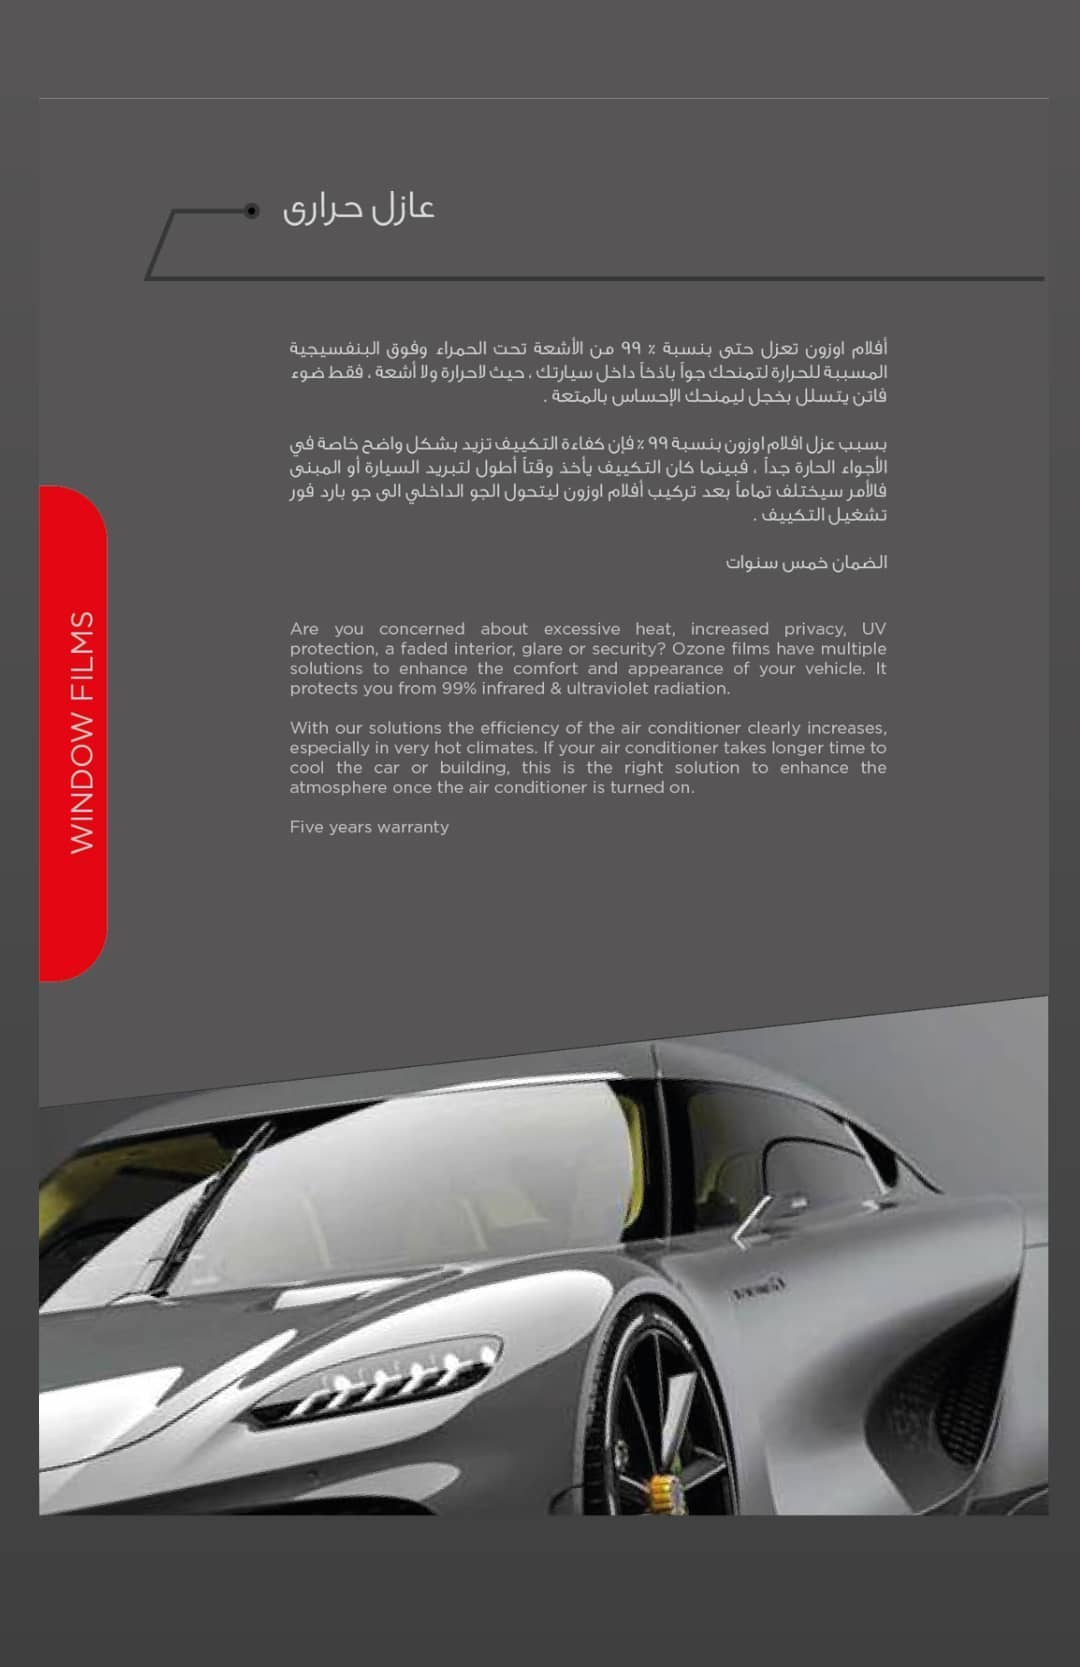 عازل حرارى
أفلام اوزون تعزل حتى بنسبة ٪ ٩٩ من الأشعة تحت الحمراء وفوق البنفسيجية
المسببة للحرارة لتمنحك جواً باذخاً داخل سيارتك ، حيث لاحرارة ولا أشعة ، فقط ضوء
فاتن يتسلل بخجل ليمنحك الإحساس بالمتعة .
بسبب عزل افلام اوزون بنسبة ٩٩ ٪ فإن كفاءة التكييف تزيد بشكل واضح خاصة في
الأجواء الحارة جداً ، فبينما كان التكييف يأخذ وقتاً أطول لتبريد السيارة أو المبنى
فالأمر سيختلف تماماً بعد تركيب أفلام اوزون ليتحول الجو الداخلي الى جو بارد فور
تشغيل التكييف .
الضمان خمس سنوات
WINDOW FILMS
Are you concerned about excessive heat, increased privacy, UV
protection, a faded interior, glare or security? Ozone films have multiple
solutions to enhance the comfort and appearance of your vehicle. It
protects you from 99% infrared & ultraviolet radiation.
With our solutions the efficiency of the air conditioner clearly increases,
especially in very hot climates. If your air conditioner takes longer time to
cool the car or building, this is the right solution to enhance the
atmosphere once the air conditioner is turned on.
Five years warranty